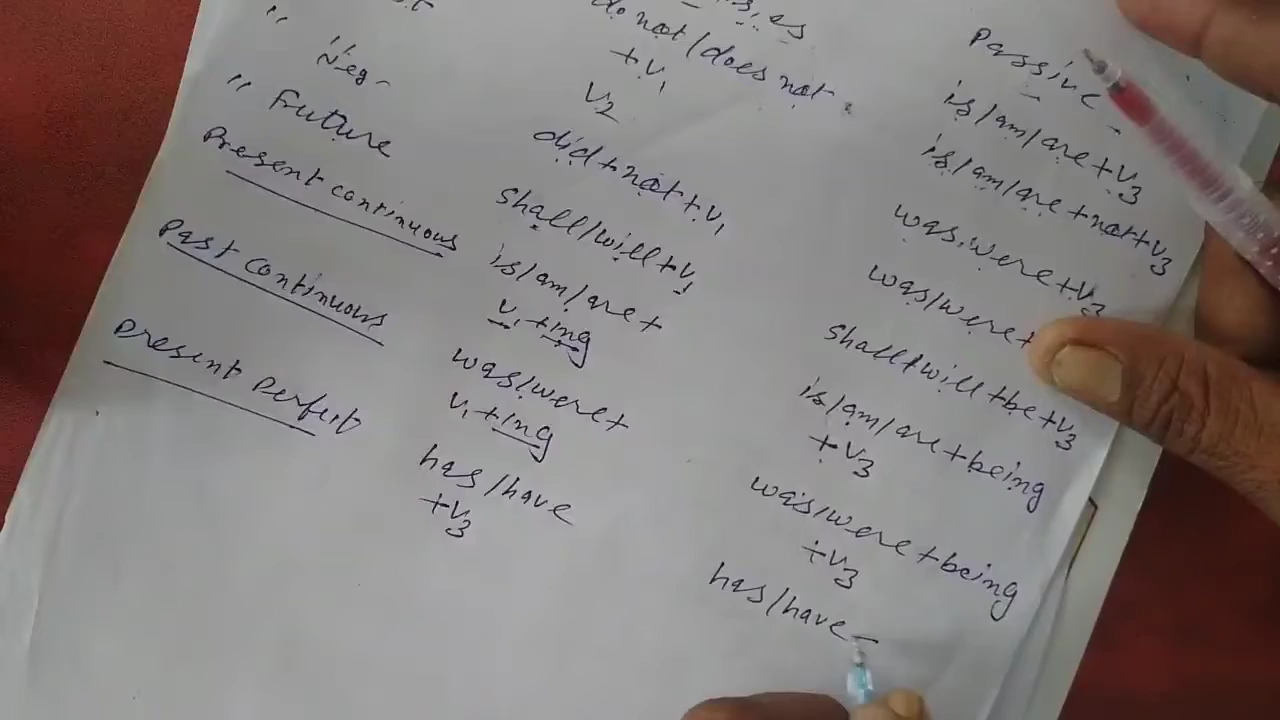 do not/does not
+V1
V2
did+not+V1
shall/will+V1
is/am/are+
V1+ing
was/were+
V1+ing
has/have
+V3
" Neg-
" Future
Present continuous
Past continuous
Present Perfect
Passive -
is/am/are+V3
is/am/are+not+V3
was/were+V3
was/were+
shall+will+be+V3
is/am/are+being
+V3
was/were+being
+V3
has/have